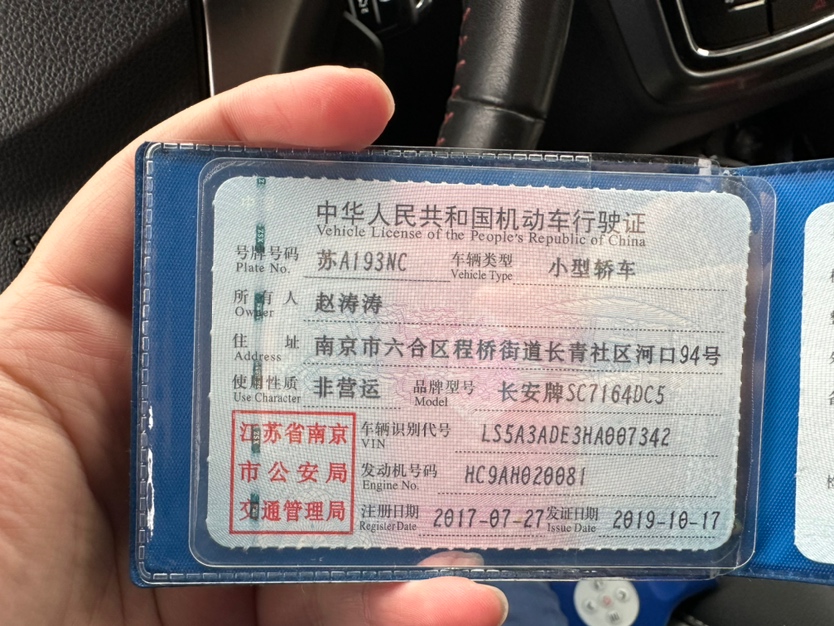 中华人民共和国机动车行驶证
Vehicle License of the People's Republic of China
号牌号码 苏A193NC 车辆类型 小型轿车
Plate No. Vehicle Type
所有人 赵涛涛
Owner
住址 南京市六合区程桥街道长青社区河口94号
Address
使用性质 非营运 品牌型号 长安牌SC7164DC5
Use Character Model
江苏省南京
市公安局
交通管理局
车辆识别代号 LS5A3ADE3HA007342
VIN
发动机号码 HC9AH020081
Engine No.
注册日期 2017-07-27 发证日期 2019-10-17
Register Date Issue Date